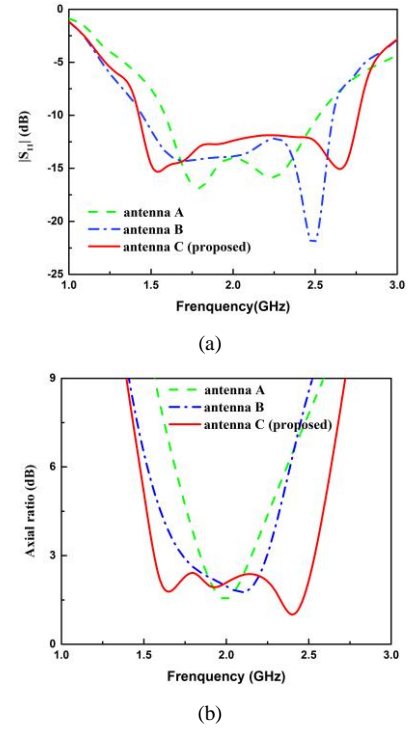 0
-5
-10
-15
-20
-25
|S₁₁| (dB)
antenna A
antenna B
antenna C (proposed)
1.0 1.5 2.0 2.5 3.0
Frenquency(GHz)
(a)
9
6
3
0
Axial ratio (dB)
antenna A
antenna B
antenna C (proposed)
1.0 1.5 2.0 2.5 3.0
Frenquency (GHz)
(b)